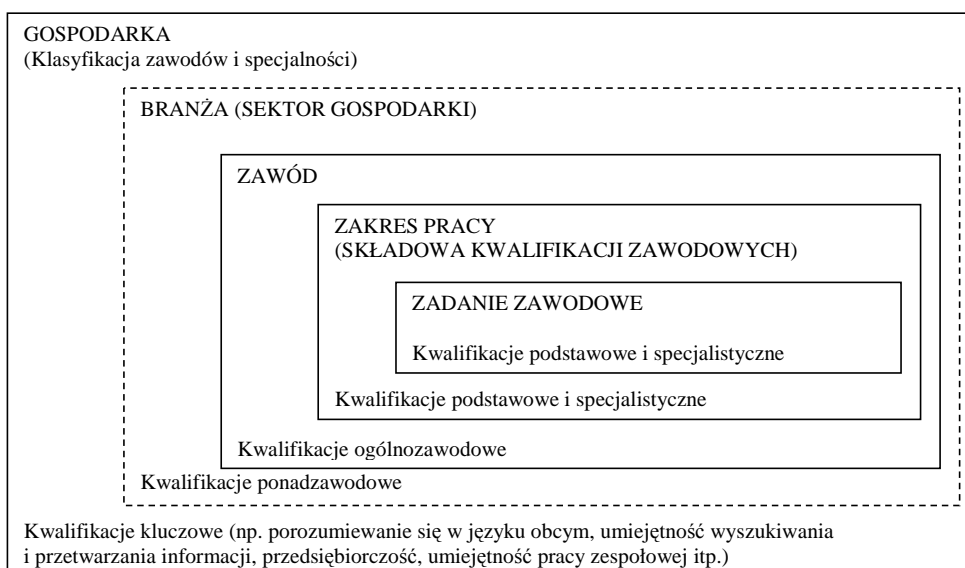 GOSPODARKA
(Klasyfikacja zawodów i specjalności)
BRANŻA (SEKTOR GOSPODARKI)
ZAWÓD
ZAKRES PRACY
(SKŁADOWA KWALIFIKACJI ZAWODOWYCH)
ZADANIE ZAWODOWE
Kwalifikacje podstawowe i specjalistyczne
Kwalifikacje podstawowe i specjalistyczne
Kwalifikacje ogólnozawodowe
Kwalifikacje ponadzawodowe
Kwalifikacje kluczowe (np. porozumiewanie się w języku obcym, umiejętność wyszukiwania
i przetwarzania informacji, przedsiębiorczość, umiejętność pracy zespołowej itp.)